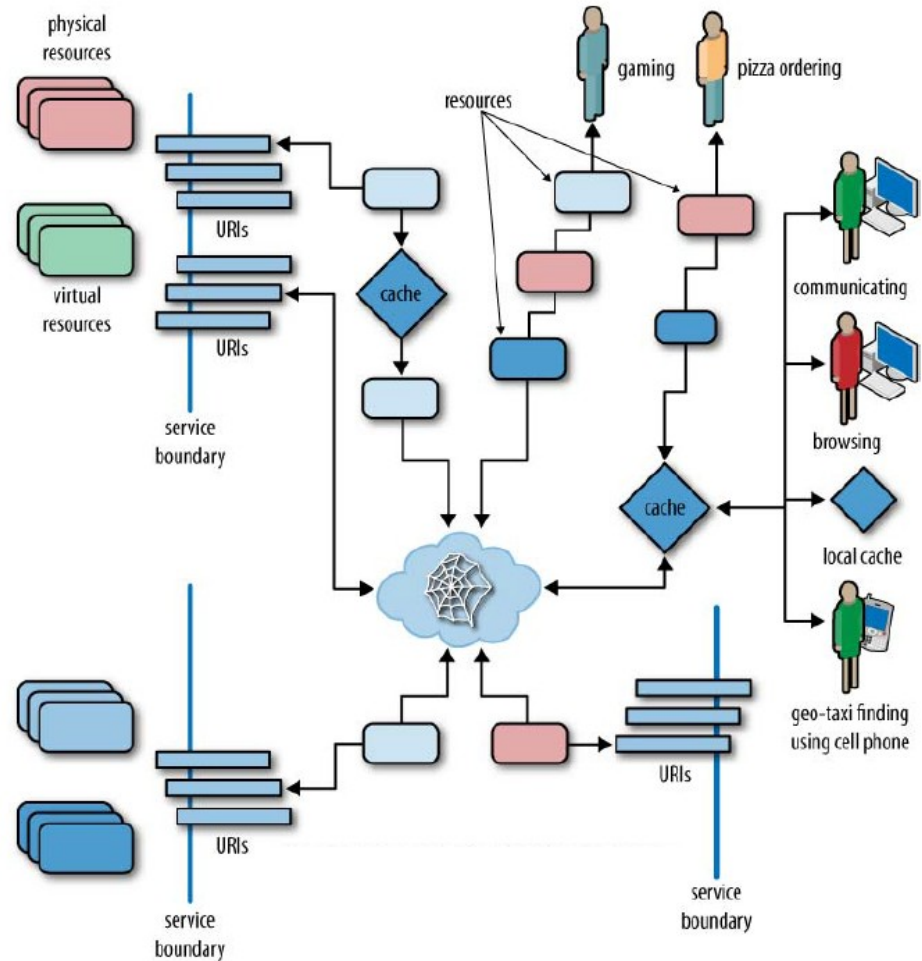 physical
resources
gaming
pizza ordering
resources
URIs
cache
communicating
virtual
resources
URIs
service
boundary
browsing
cache
local cache
geo-taxi finding
using cell phone
URIs
URIs
service
boundary
service
boundary